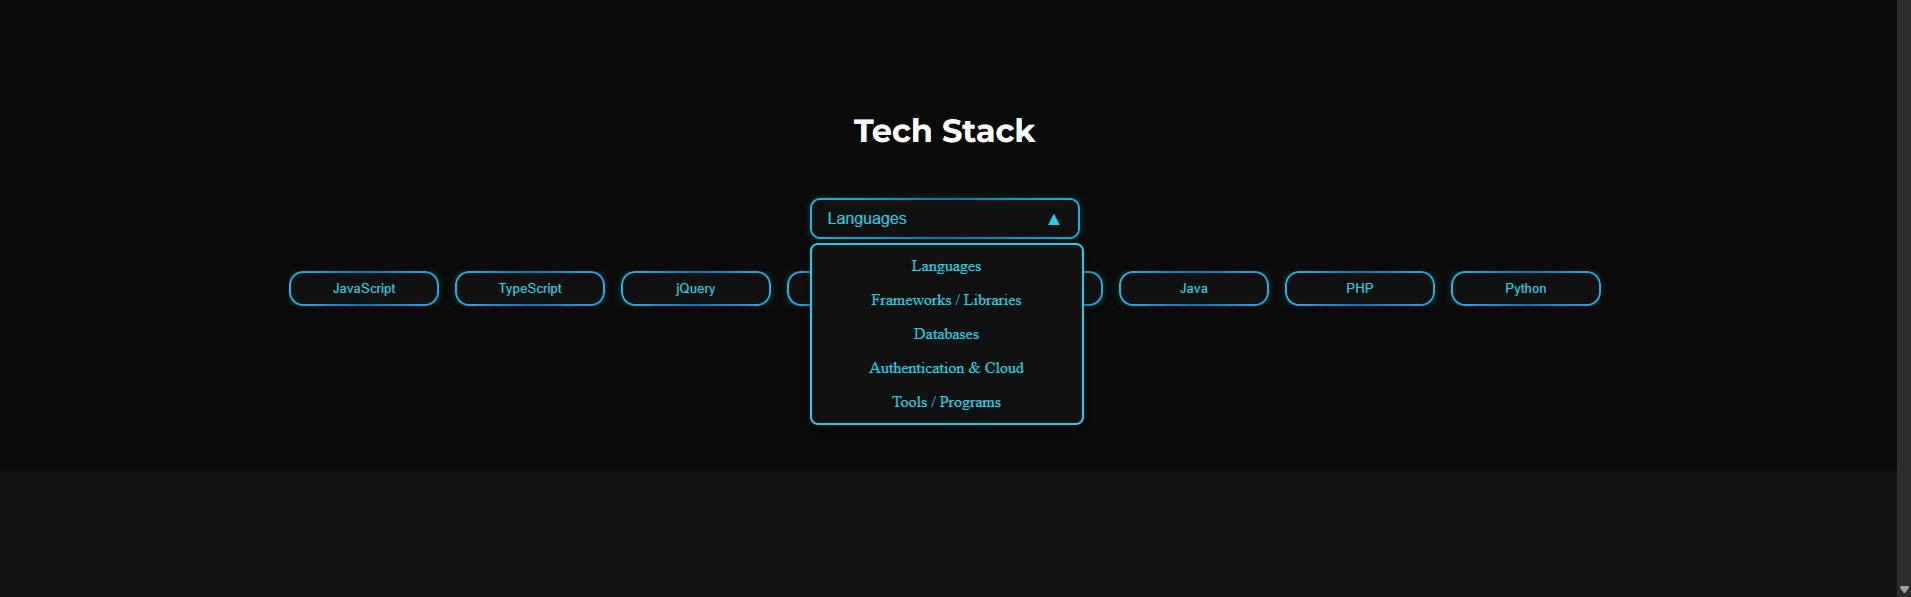 Tech Stack
Languages ▲
JavaScript TypeScript jQuery Java PHP Python
Languages
Frameworks / Libraries
Databases
Authentication & Cloud
Tools / Programs